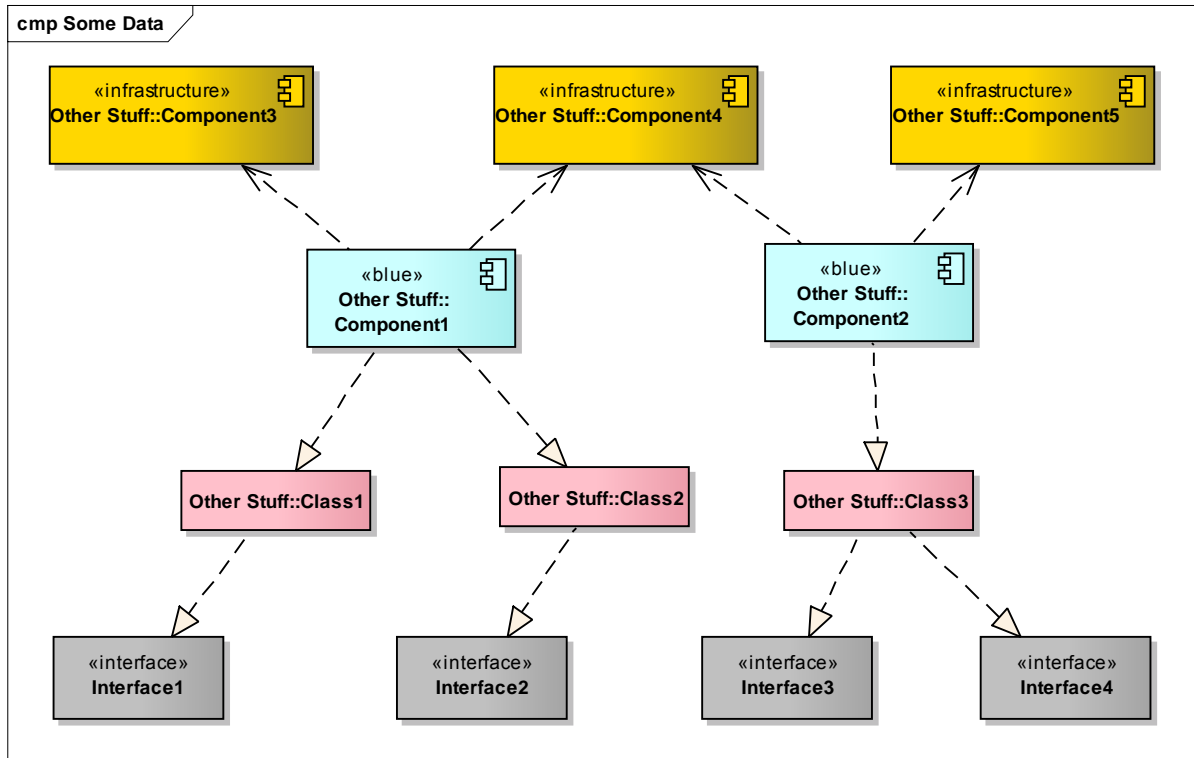 cmp Some Data
«infrastructure»
Other Stuff::Component3
«infrastructure»
Other Stuff::Component4
«infrastructure»
Other Stuff::Component5
«blue»
Other Stuff::
Component1
«blue»
Other Stuff::
Component2
Other Stuff::Class1
Other Stuff::Class2
Other Stuff::Class3
«interface»
Interface1
«interface»
Interface2
«interface»
Interface3
«interface»
Interface4